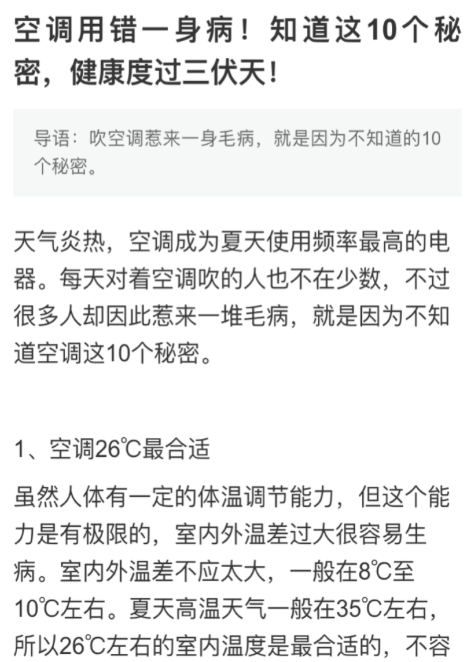 空调用错一身病！知道这10个秘
密，健康度过三伏天！
导语：吹空调惹来一身毛病，就是因为不知道的10
个秘密。
天气炎热，空调成为夏天使用频率最高的电
器。每天对着空调吹的人也不在少数，不过
很多人却因此惹来一堆毛病，就是因为不知
道空调这10个秘密。
1、空调26℃最合适
虽然人体有一定的体温调节能力，但这个能
力是有极限的，室内外温差过大很容易生
病。室内外温差不应太大，一般在8℃至
10℃左右。夏天高温天气一般在35℃左右，
所以26℃左右的室内温度是最合适的，不容